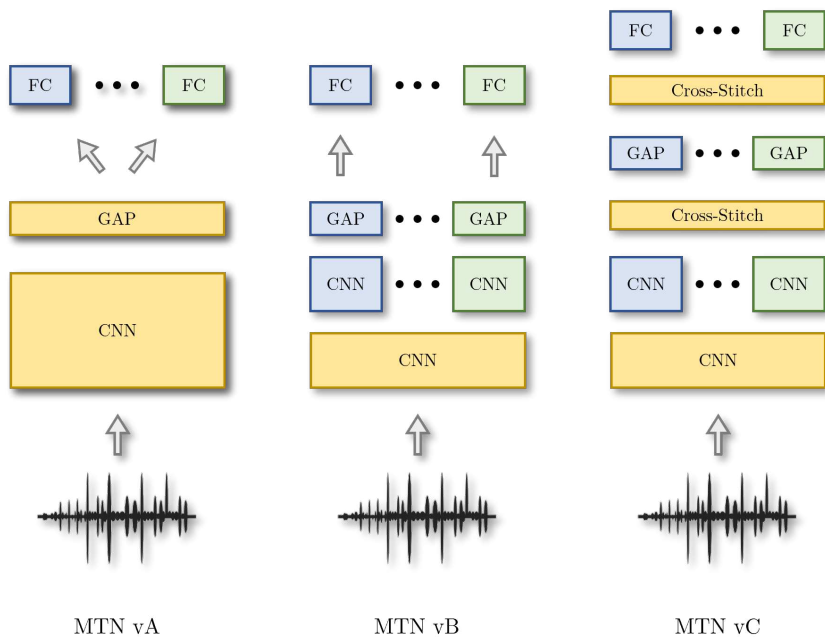 FC ••• FC
GAP
CNN
MTN vA
FC ••• FC
GAP ••• GAP
CNN ••• CNN
CNN
MTN vB
FC ••• FC
Cross-Stitch
GAP ••• GAP
Cross-Stitch
CNN ••• CNN
CNN
MTN vC